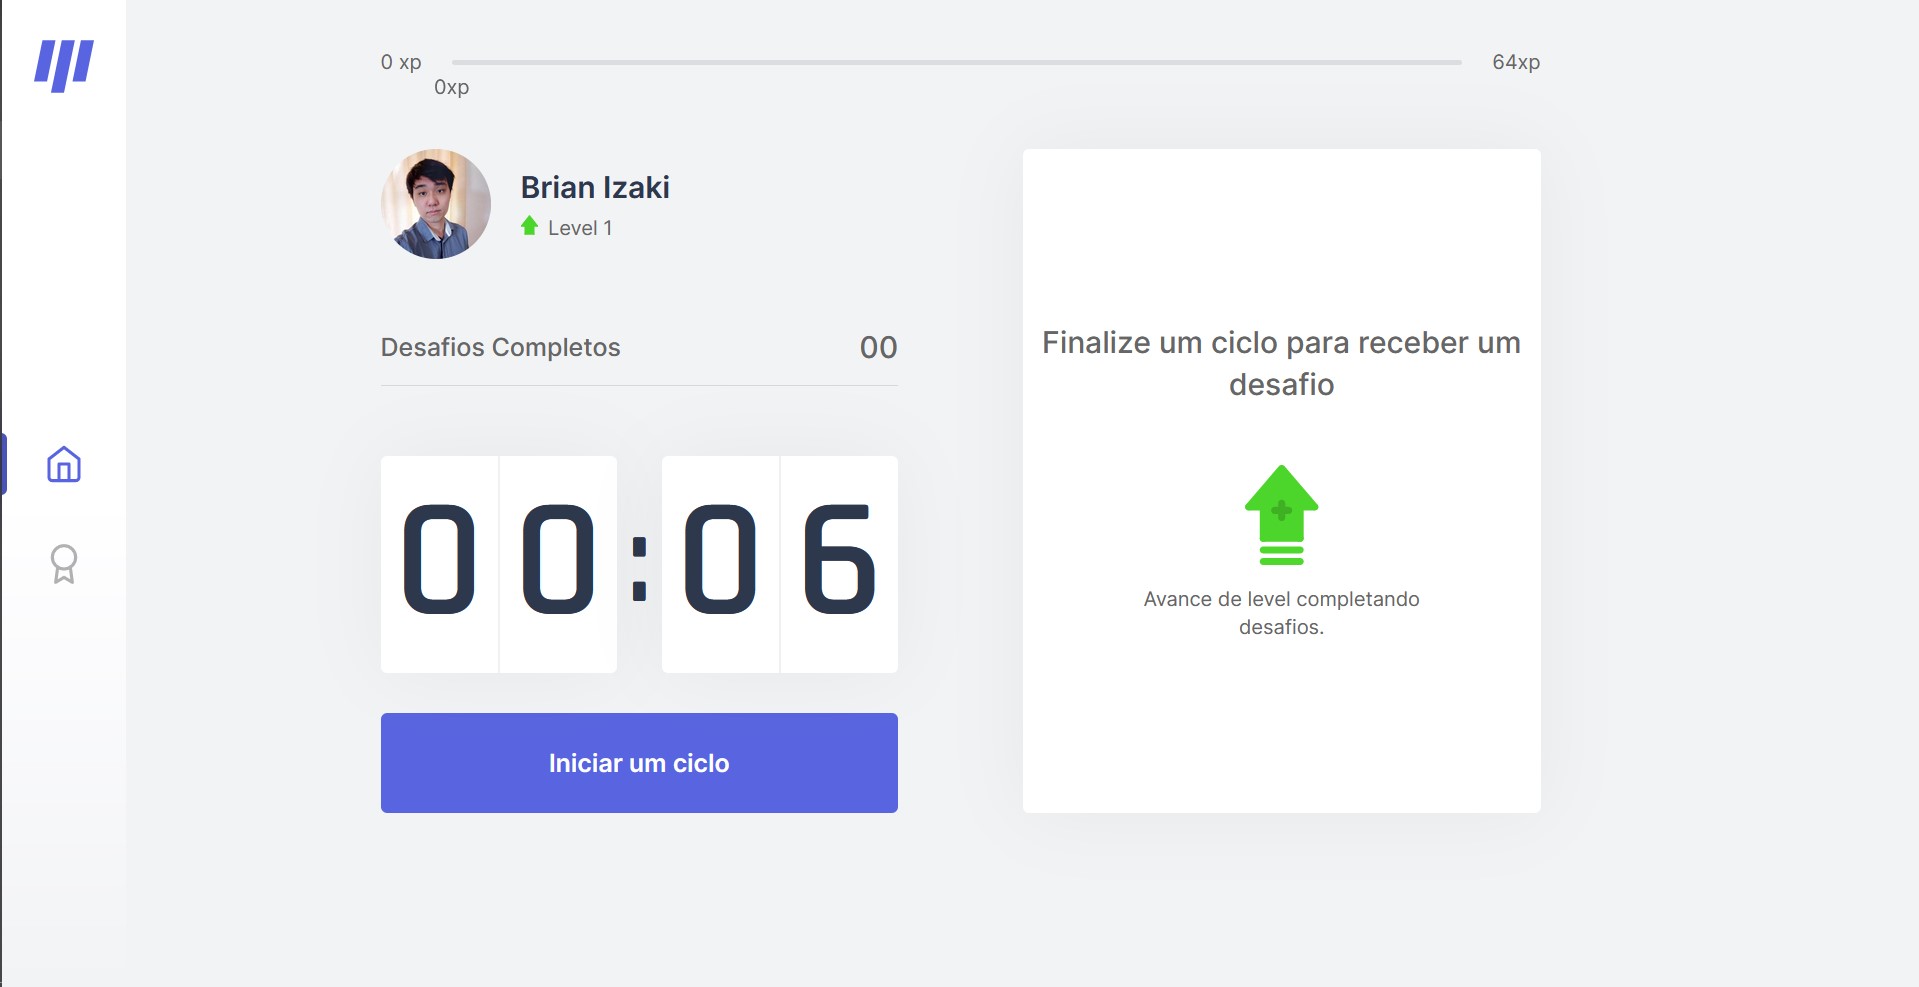 0 xp
64xp
0xp
Brian Izaki
Level 1
Desafios Completos
00
00:06
Iniciar um ciclo
Finalize um ciclo para receber um
desafio
Avance de level completando
desafios.